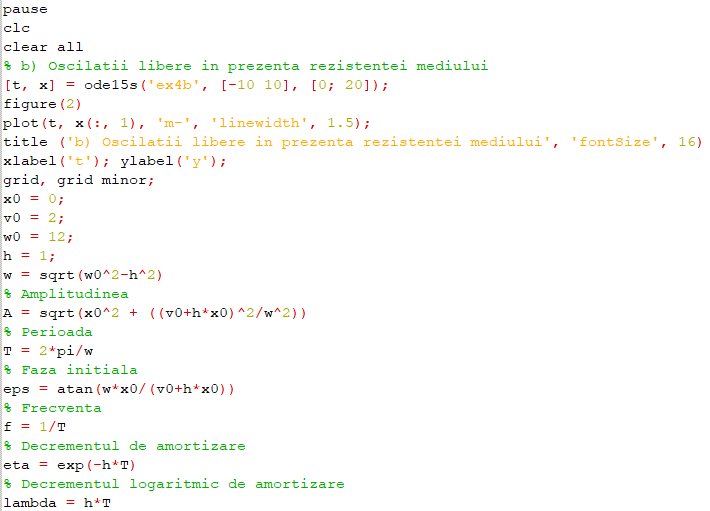 pause
clc
clear all
% b) Oscilatii libere in prezenta rezistentei mediului
[t, x] = ode15s('ex4b', [-10 10], [0; 20]);
figure(2)
plot(t, x(:, 1), 'm-', 'linewidth', 1.5);
title ('b) Oscilatii libere in prezenta rezistentei mediului', 'fontSize', 16)
xlabel('t'); ylabel('y');
grid, grid minor;
x0 = 0;
v0 = 2;
w0 = 12;
h = 1;
w = sqrt(w0^2-h^2)
% Amplitudinea
A = sqrt(x0^2 + ((v0+h*x0)^2/w^2))
% Perioada
T = 2*pi/w
% Faza initiala
eps = atan(w*x0/(v0+h*x0))
% Frecventa
f = 1/T
% Decrementul de amortizare
eta = exp(-h*T)
% Decrementul logaritmic de amortizare
lambda = h*T